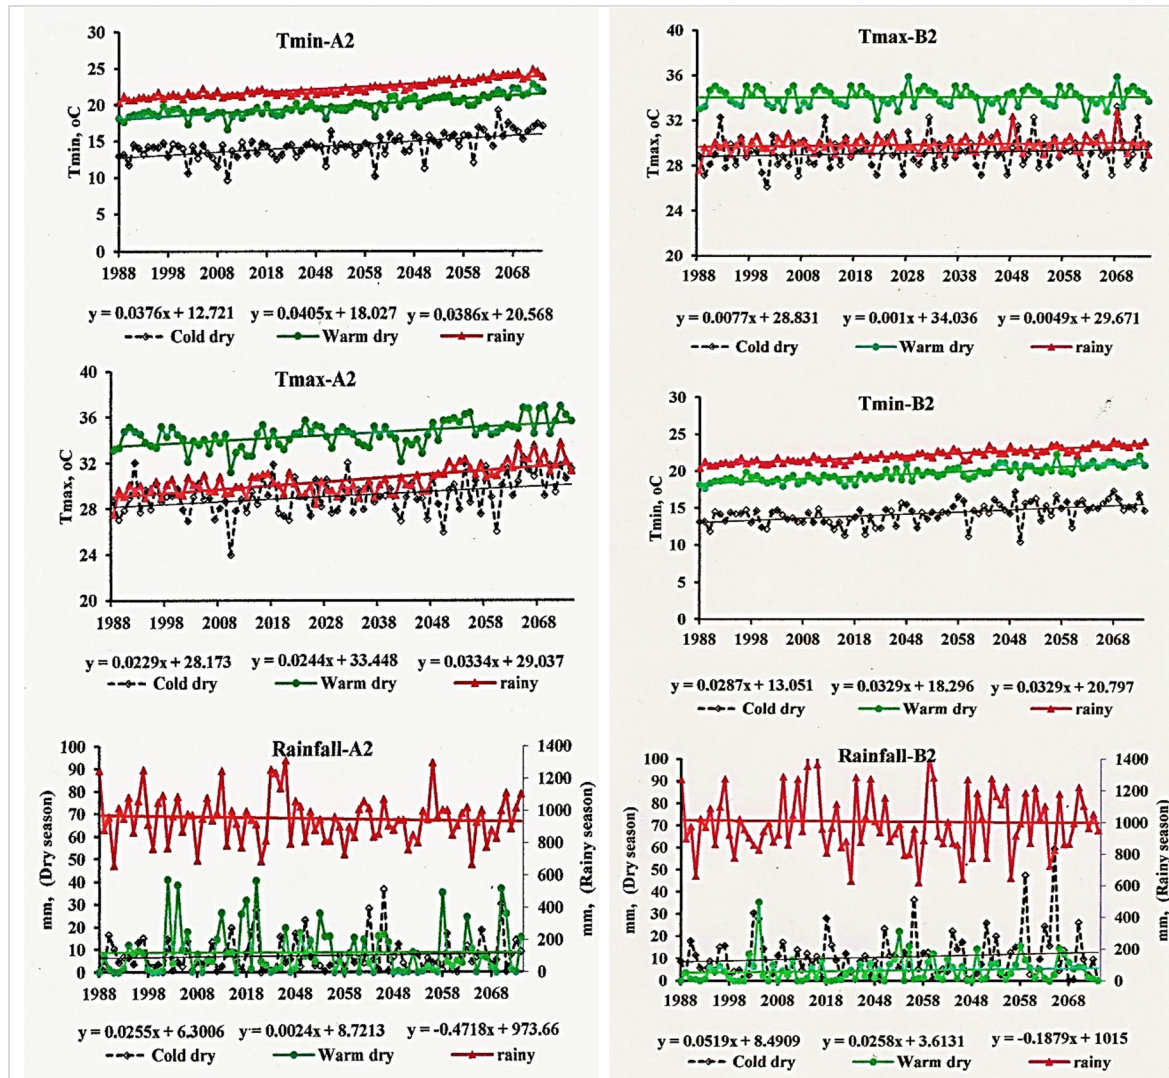 Tmin-A2
30
25
20
15
10
5
0
Tmin, oC
1988 1998 2008 2018 2048 2048 2048 2058 2068
y = 0.0376x + 12.721 y = 0.0405x + 18.027 y = 0.0386x + 20.568
Cold dry Warm dry rainy
Tmax-B2
40
36
32
28
24
20
Tmax, oC
1988 1998 2008 2018 2028 2038 2048 2058 2068
y = 0.0077x + 28.831 y = 0.001x + 34.036 y = 0.0049x + 29.671
Cold dry Warm dry rainy
Tmax-A2
40
36
32
28
24
20
Tmax, oC
1988 1998 2008 2018 2028 2038 2048 2058 2068
y = 0.0229x + 28.173 y = 0.0244x + 33.448 y = 0.0334x + 29.037
Cold dry Warm dry rainy
Tmin-B2
30
25
20
15
10
5
0
Tmin, oC
1988 1998 2008 2018 2048 2048 2048 2058 2068
y = 0.0287x + 13.051 y = 0.0329x + 18.296 y = 0.0329x + 20.797
Cold dry Warm dry rainy
Rainfall-A2
100
90
80
70
60
50
40
30
20
10
0
mm, (Dry season)
1400
1200
1000
800
600
400
200
0
mm, (Rainy season)
1988 1998 2008 2018 2048 2048 2048 2058 2068
y = 0.0255x + 6.3006 y = 0.0024x + 8.7213 y = -0.4718x + 973.66
Cold dry Warm dry rainy
Rainfall-B2
100
90
80
70
60
50
40
30
20
10
0
mm, (Dry season)
1400
1200
1000
800
600
400
200
0
mm, (Rainy season)
1988 1998 2008 2018 2048 2048 2048 2058 2068
y = 0.0519x + 8.4909 y = 0.0258x + 3.6131 y = -0.1879x + 1015
Cold dry Warm dry rainy